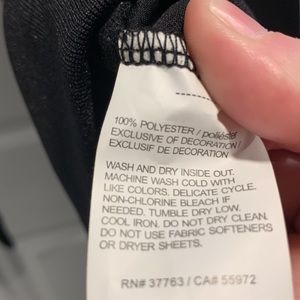 100% POLYESTER / poliéster
EXCLUSIVE OF DECORATION /
EXCLUSIF DE DECORATION
WASH AND DRY INSIDE OUT.
MACHINE WASH COLD WITH
LIKE COLORS. DELICATE CYCLE.
NON-CHLORINE BLEACH IF
NEEDED. TUMBLE DRY LOW.
COOL IRON. DO NOT DRY CLEAN.
DO NOT USE FABRIC SOFTENERS
OR DRYER SHEETS.
RN# 37763 / CA# 55972